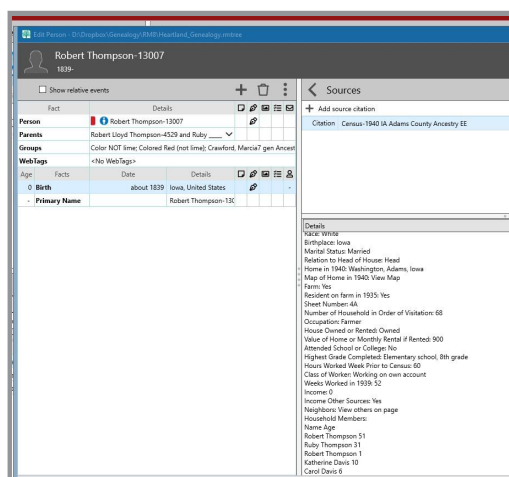 Edit Person - D:\Dropbox\Genealogy\RME\Heartland_Genealogy.rmtree
Robert Thompson-13007
1839-
Show relative events
Fact Details
Person Robert Thompson-13007
Parents Robert Lloyd Thompson-4529 and Ruby ____
Groups Color NOT lime; Colored Red (not lime); Crawford, Marcia7 gen Ancest
WebTags <No WebTags>
Age Facts Date Details
0 Birth about 1839 Iowa, United States -
- Primary Name Robert Thompson-130
Sources
+ Add source citation
Citation Census-1940 IA Adams County Ancestry EE
Details
Race: White
Birthplace: Iowa
Marital Status: Married
Relation to Head of House: Head
Home in 1940: Washington, Adams, Iowa
Map of Home in 1940: View Map
Farm: Yes
Resident on farm in 1935: Yes
Sheet Number: 4A
Number of Household in Order of Visitation: 68
Occupation: Farmer
House Owned or Rented: Owned
Value of Home or Monthly Rental if Rented: 900
Attended School or College: No
Highest Grade Completed: Elementary school, 8th grade
Hours Worked Week Prior to Census: 60
Class of Worker: Working on own account
Weeks Worked in 1939: 52
Income: 0
Income Other Sources: Yes
Neighbors: View others on page
Household Members:
Name Age
Robert Thompson 51
Ruby Thompson 31
Robert Thompson 1
Katherine Davis 10
Carol Davis 6